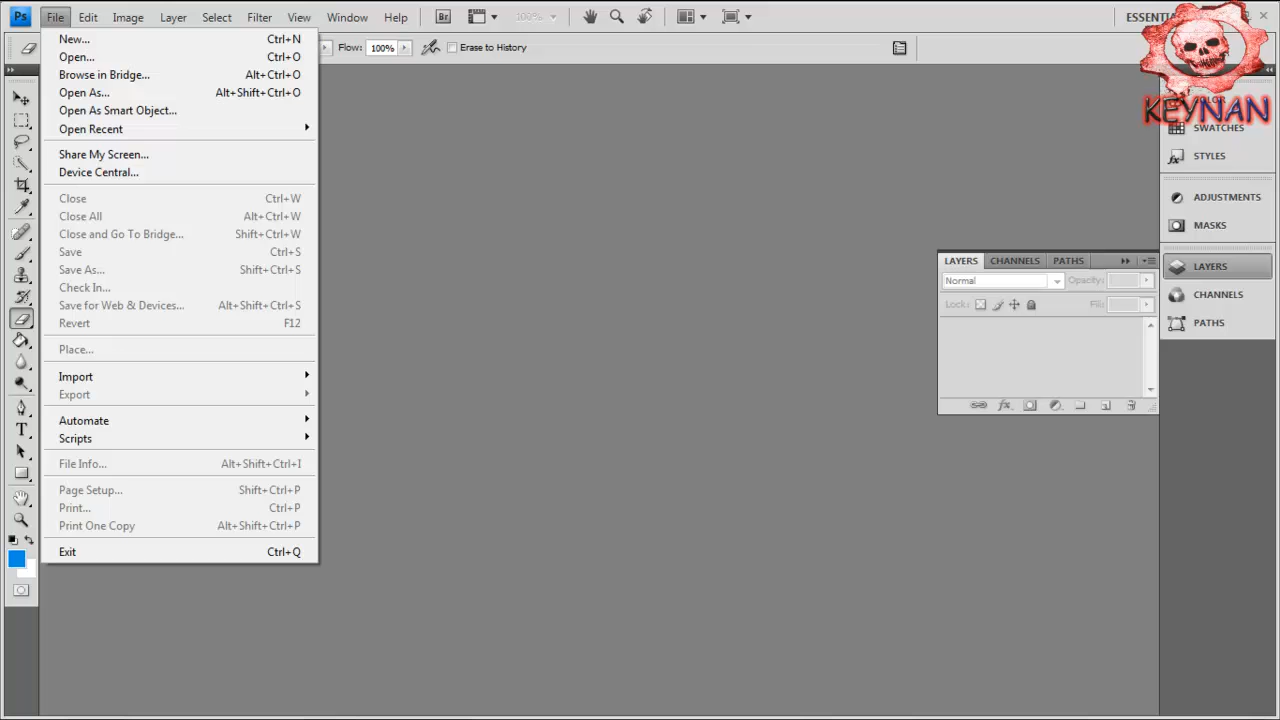 Ps File Edit Image Layer Select Filter View Window Help Br 100% ESSENTI
Flow: 100% Erase to History
New... Ctrl+N
Open... Ctrl+O
Browse in Bridge... Alt+Ctrl+O
Open As... Alt+Shift+Ctrl+O
Open As Smart Object...
Open Recent
Share My Screen...
Device Central...
Close Ctrl+W
Close All Alt+Ctrl+W
Close and Go To Bridge... Shift+Ctrl+W
Save Ctrl+S
Save As... Shift+Ctrl+S
Check In...
Save for Web & Devices... Alt+Shift+Ctrl+S
Revert F12
Place...
Import
Export
Automate
Scripts
File Info... Alt+Shift+Ctrl+I
Page Setup... Shift+Ctrl+P
Print... Ctrl+P
Print One Copy Alt+Shift+Ctrl+P
Exit Ctrl+Q
LAYERS CHANNELS PATHS
Normal Opacity:
Lock: Fill:
fx
KEYNAN
SWATCHES
STYLES
ADJUSTMENTS
MASKS
LAYERS
CHANNELS
PATHS